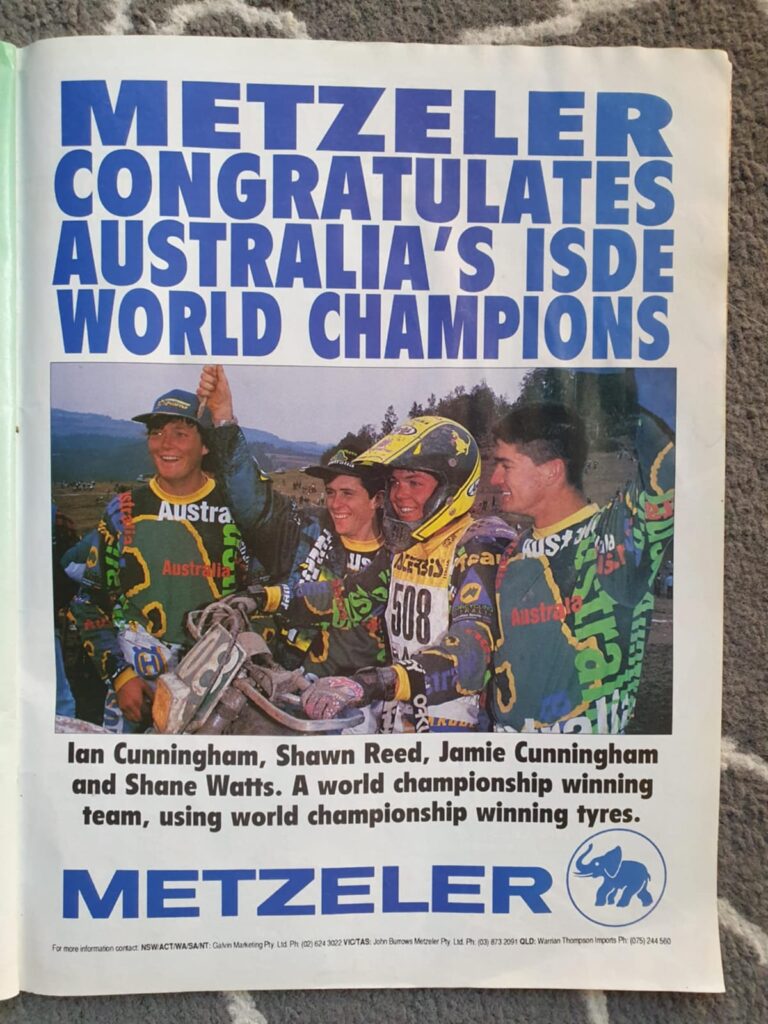 METZELER
CONGRATULATES
AUSTRALIA'S ISDE
WORLD CHAMPIONS
Austra
Australia
Australia
ACERBIS
508
Australia
Ian Cunningham, Shawn Reed, Jamie Cunningham
and Shane Watts. A world championship winning
team, using world championship winning tyres.
METZELER
For more information contact: NSW/ACT/WA/SA/NT: Galvin Marketing Pty. Ltd. Ph: (02) 624 3022 VIC/TAS: John Burrows Metzeler Pty. Ltd. Ph: (03) 873 2091 QLD: Warrian Thompson Imports Ph: (075) 244 560